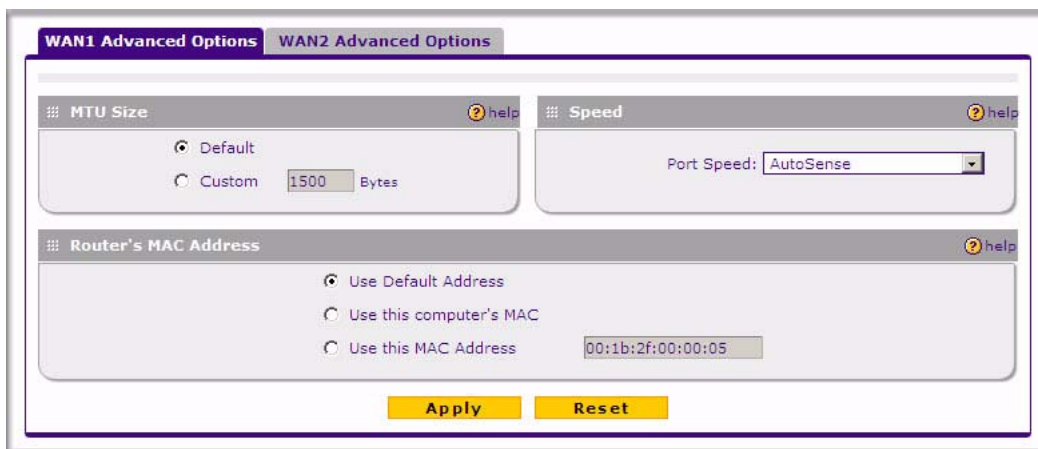 WAN1 Advanced Options WAN2 Advanced Options
MTU Size help
Default
Custom 1500 Bytes
Speed help
Port Speed: AutoSense
Router's MAC Address help
Use Default Address
Use this computer's MAC
Use this MAC Address 00:1b:2f:00:00:05
Apply Reset